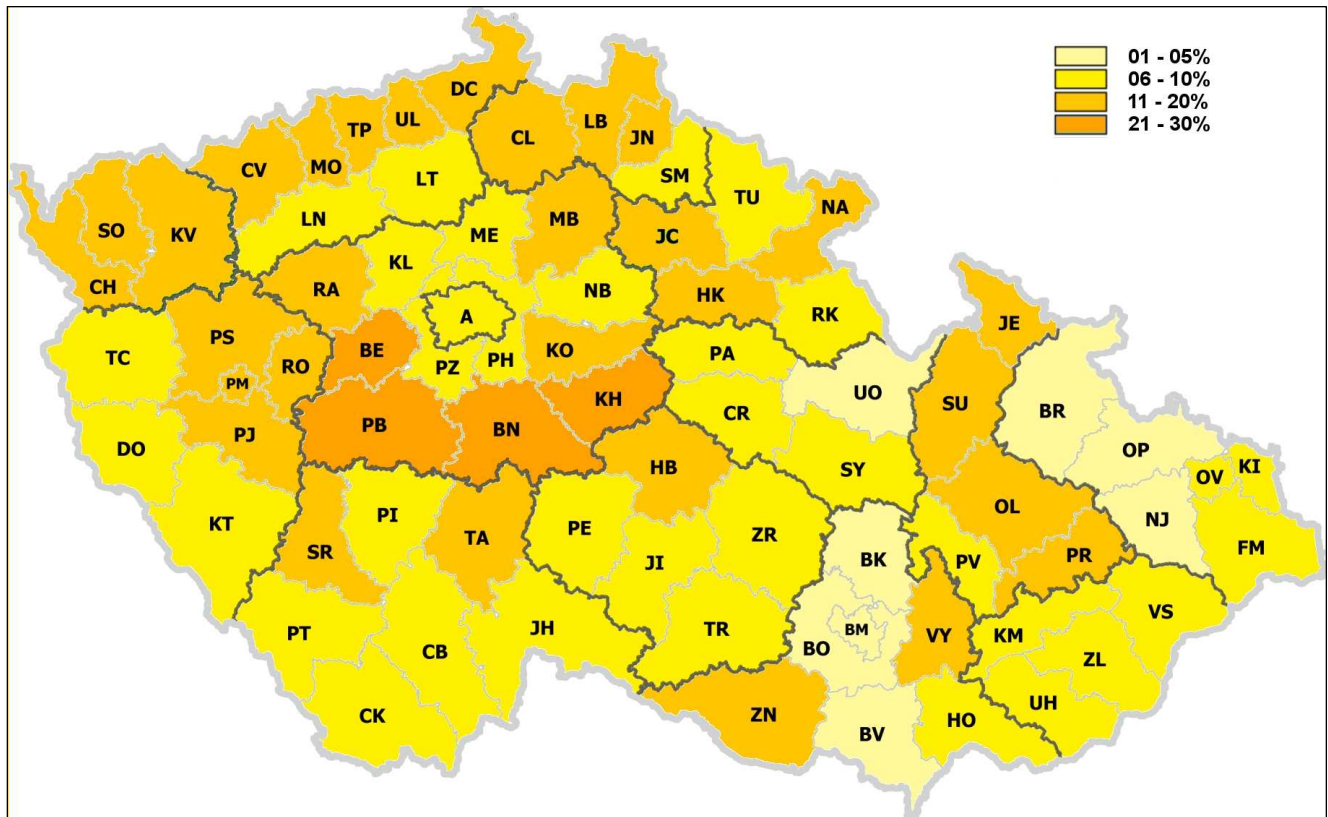 01 - 05%
06 - 10%
11 - 20%
21 - 30%
DC
UL
TP
MO
CV
CL
LB
JN
LT
SM
TU
NA
SO
KV
CH
LN
ME
MB
JC
KL
RA
NB
HK
RK
A
JE
TC
PS
PM
RO
BE
PZ
PH
KO
PA
UO
SU
BR
KH
CR
PB
BN
DO
PJ
HB
SY
OP
OV
KI
OL
NJ
KT
PI
SR
TA
PE
ZR
JI
BK
PV
PR
FM
VS
PT
CB
JH
TR
BM
BO
VY
KM
ZL
UH
CK
ZN
BV
HO